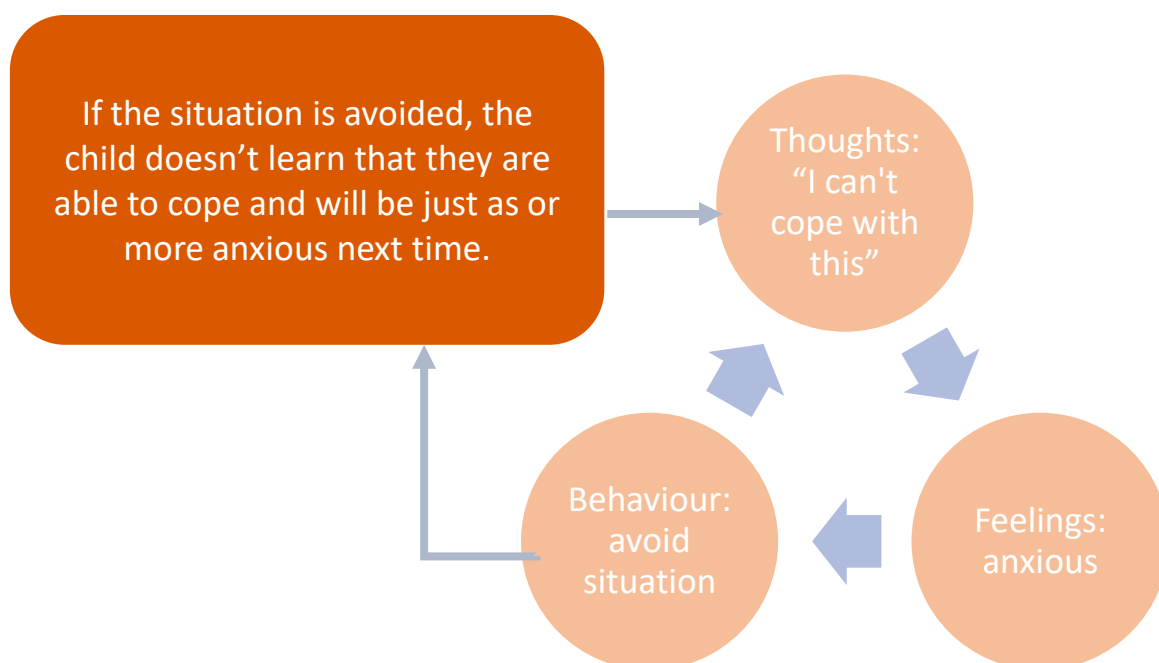 If the situation is avoided, the
child doesn’t learn that they are
able to cope and will be just as or
more anxious next time.
Thoughts:
“I can't
cope with
this”
Feelings:
anxious
Behaviour:
avoid
situation